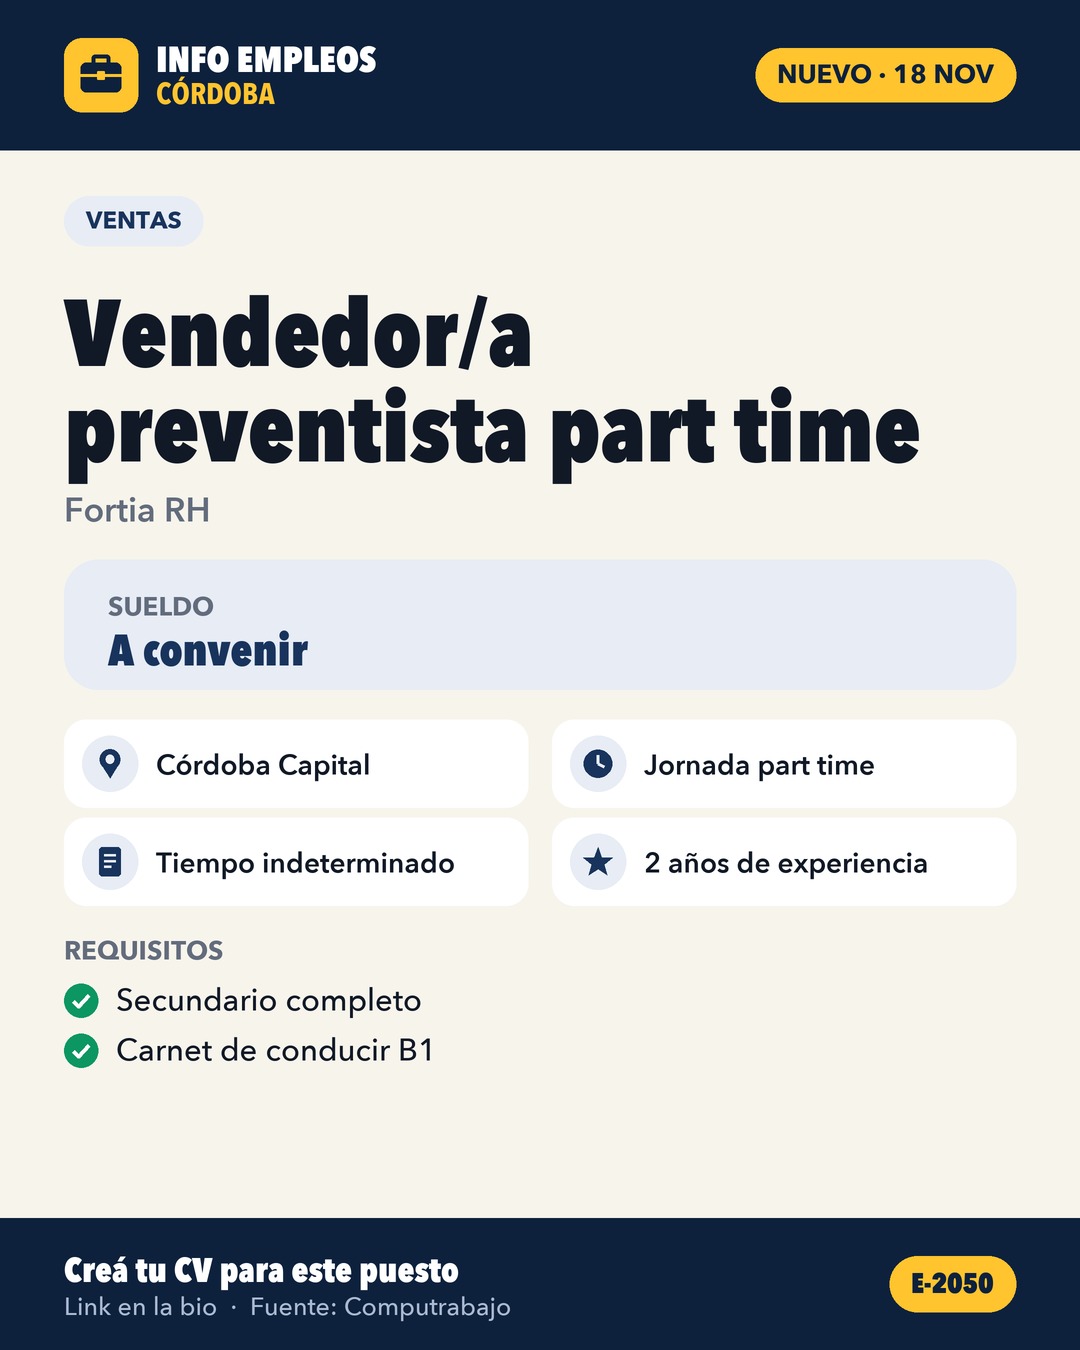 INFO EMPLEOS
CÓRDOBA
NUEVO · 18 NOV
VENTAS
Vendedor/a
preventista part time
Fortia RH
SUELDO
A convenir
Córdoba Capital
Jornada part time
Tiempo indeterminado
2 años de experiencia
REQUISITOS
Secundario completo
Carnet de conducir B1
Creá tu CV para este puesto
Link en la bio · Fuente: Computrabajo
E-2050